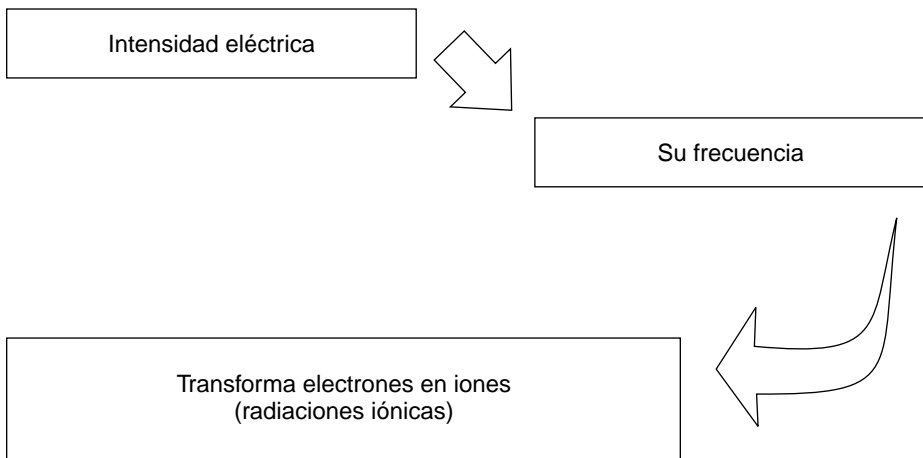 Intensidad eléctrica
Su frecuencia
Transforma electrones en iones
(radiaciones iónicas)